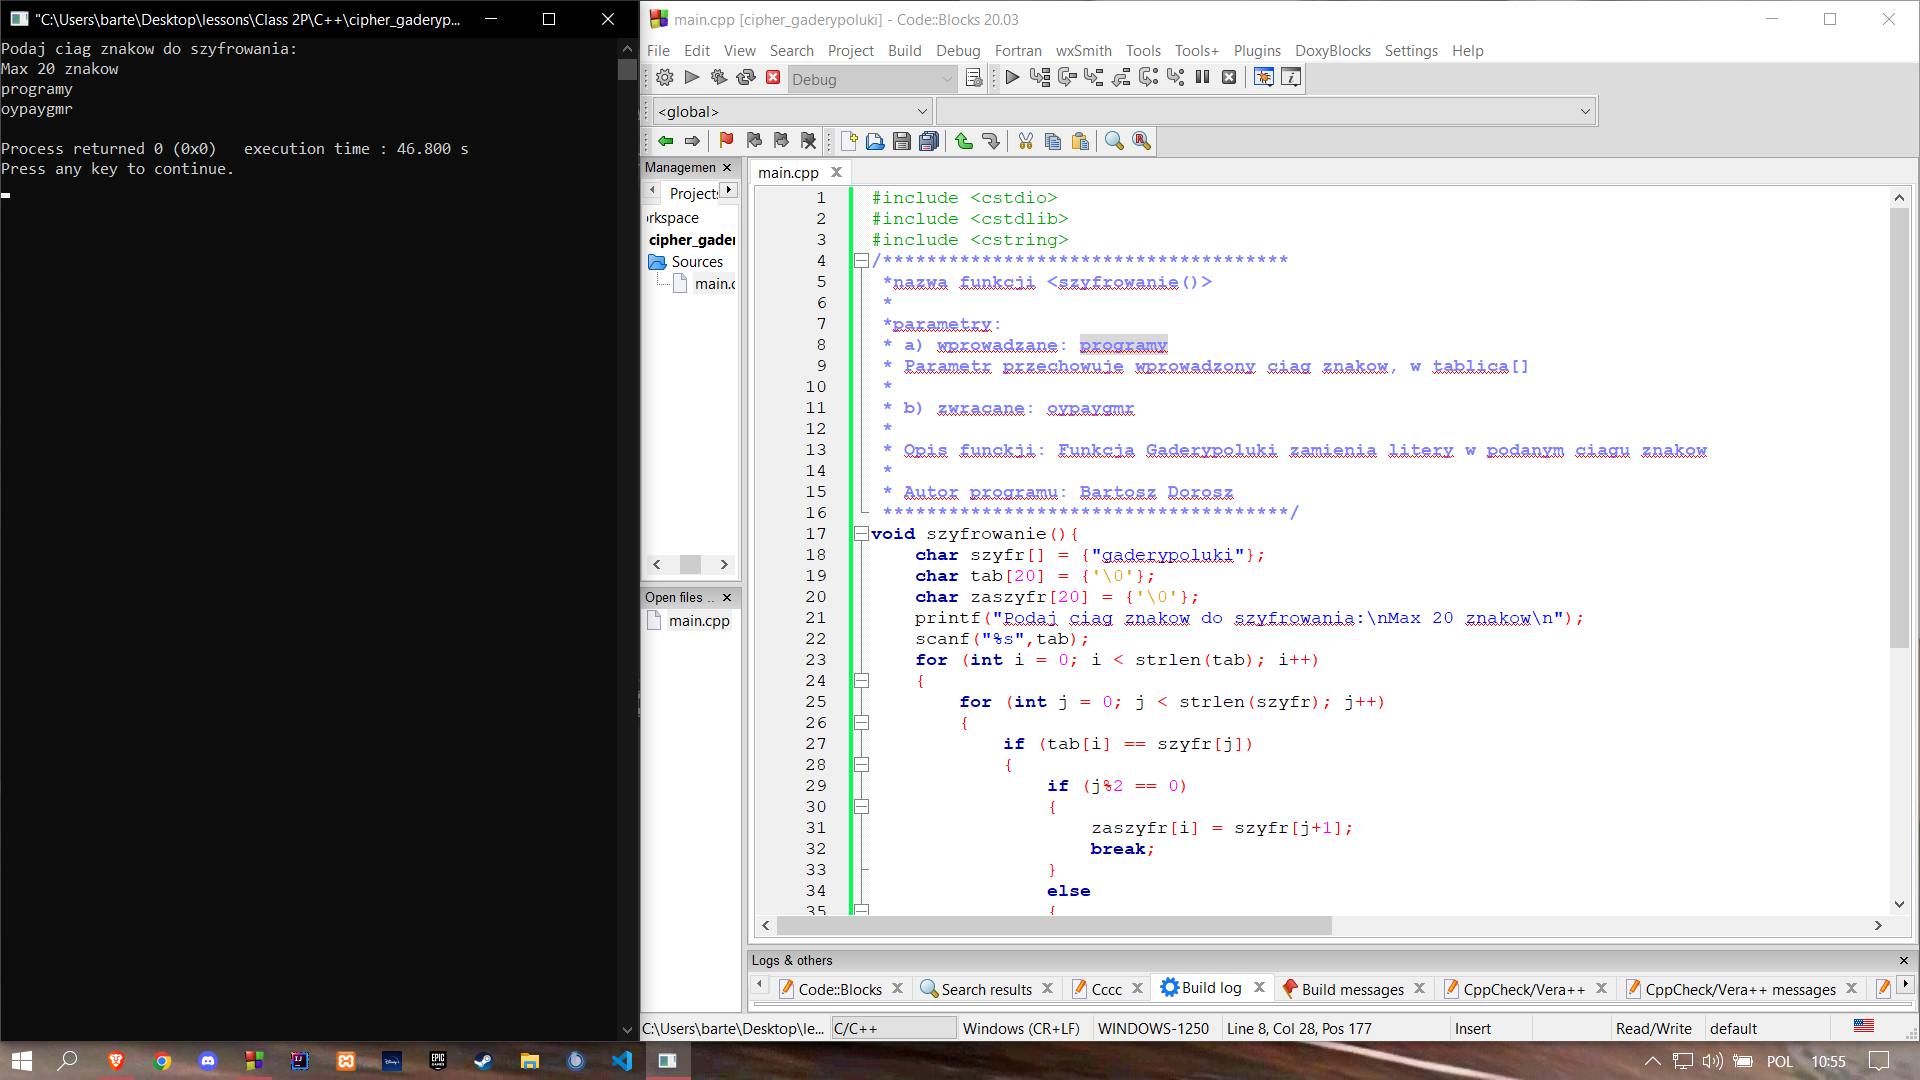 "C:\Users\barte\Desktop\lessons\Class 2P\C++\cipher_gaderyp...
Podaj ciag znakow do szyfrowania:
Max 20 znakow
programy
oypaygmr
Process returned 0 (0x0)   execution time : 46.800 s
Press any key to continue.
main.cpp [cipher_gaderypoluki] - Code::Blocks 20.03
File Edit View Search Project Build Debug Fortran wxSmith Tools Tools+ Plugins DoxyBlocks Settings Help
Debug
<global>
Managemen
Projects
orkspace
cipher_gader
Sources
main.c
Open files ..
main.cpp
main.cpp
1 #include <cstdio>
2 #include <cstdlib>
3 #include <cstring>
4 /*************************************
5 *nazwa funkcji <szyfrowanie()>
6 *
7 *parametry:
8 * a) wprowadzane: programy
9 * Parametr przechowuje wprowadzony ciag znakow, w tablica[]
10 *
11 * b) zwracane: oypaygmr
12 *
13 * Opis funckji: Funkcja Gaderypoluki zamienia litery w podanym ciagu znakow
14 *
15 * Autor programu: Bartosz Dorosz
16 *************************************/
17 void szyfrowanie(){
18 char szyfr[] = {"gaderypoluki"};
19 char tab[20] = {'\0'};
20 char zaszyfr[20] = {'\0'};
21 printf("Podaj ciag znakow do szyfrowania:\nMax 20 znakow\n");
22 scanf("%s",tab);
23 for (int i = 0; i < strlen(tab); i++)
24 {
25 for (int j = 0; j < strlen(szyfr); j++)
26 {
27 if (tab[i] == szyfr[j])
28 {
29 if (j%2 == 0)
30 {
31 zaszyfr[i] = szyfr[j+1];
32 break;
33 }
34 else
35 {
Logs & others
Code::Blocks Search results Cccc Build log Build messages CppCheck/Vera++ CppCheck/Vera++ messages
C:\Users\barte\Desktop\le... C/C++ Windows (CR+LF) WINDOWS-1250 Line 8, Col 28, Pos 177 Insert Read/Write default
POL 10:55